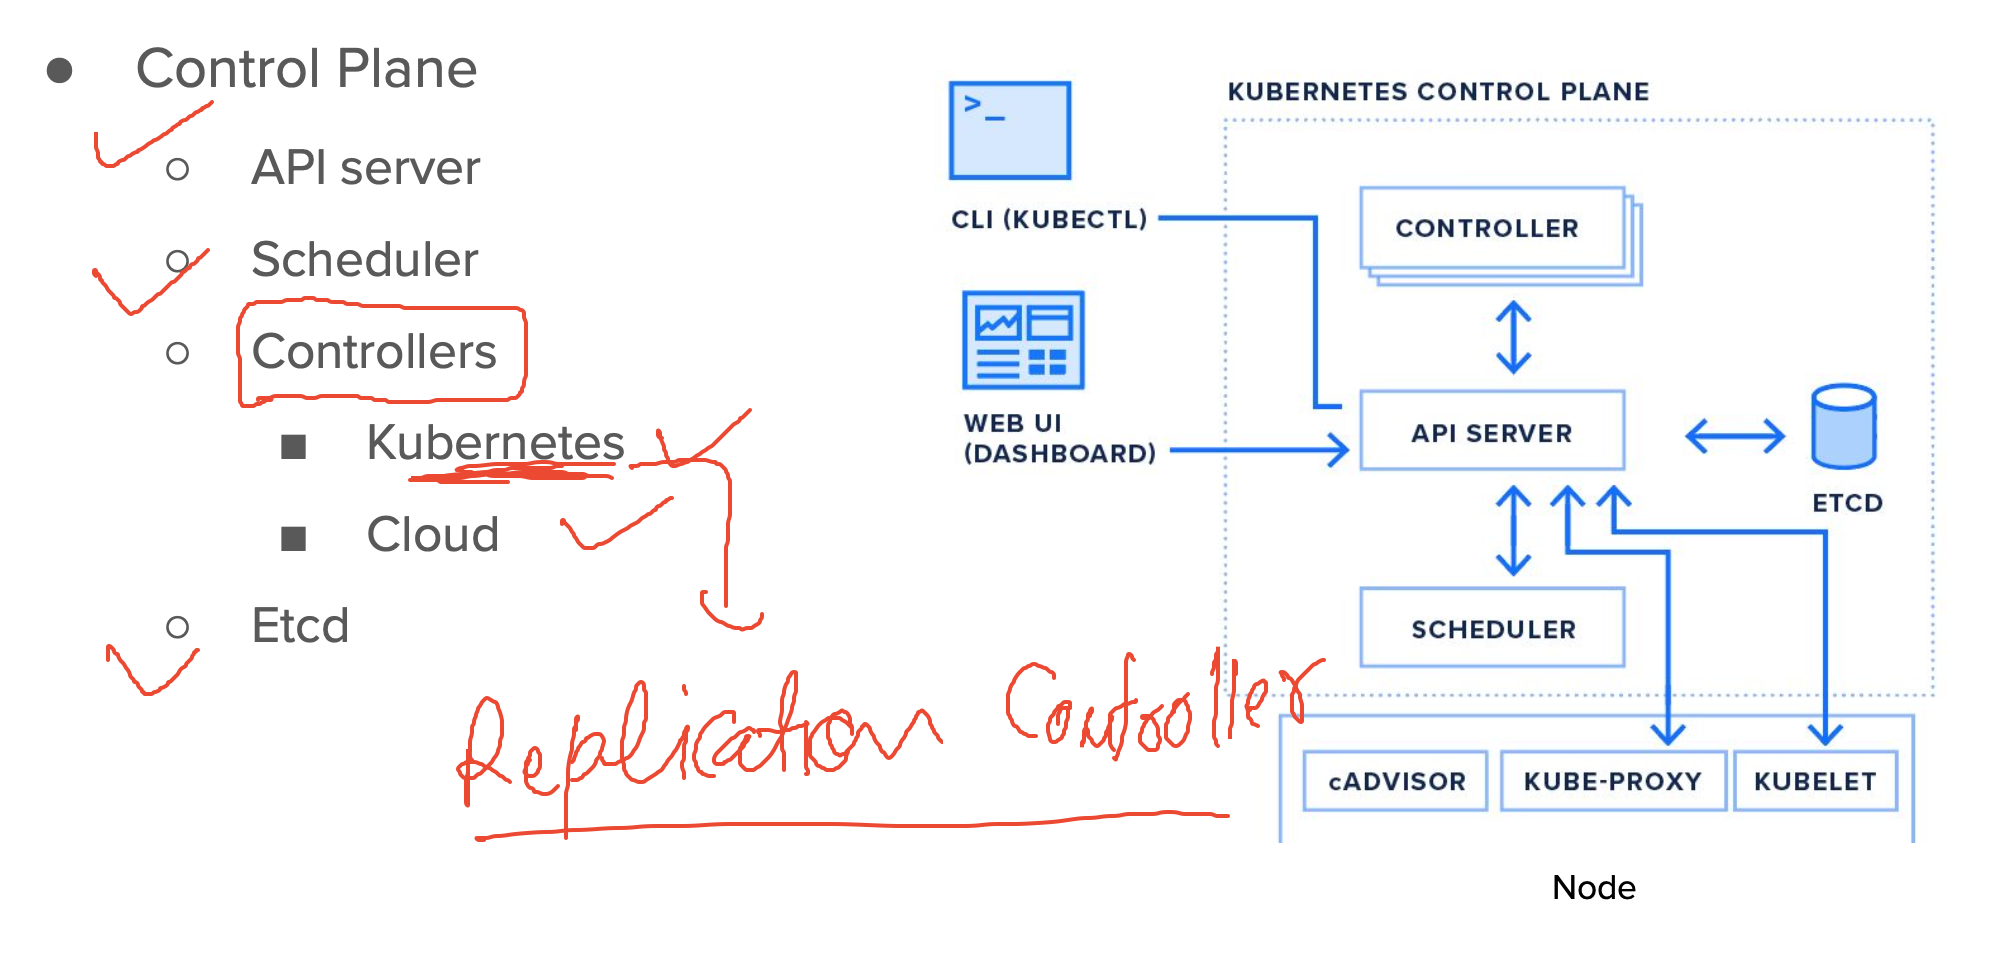 Control Plane
API server
Scheduler
Controllers
Kubernetes
Cloud
Etcd
Replication Controller
KUBERNETES CONTROL PLANE
>_
CLI (KUBECTL)
WEB UI
(DASHBOARD)
CONTROLLER
API SERVER
ETCD
SCHEDULER
cADVISOR
KUBE-PROXY
KUBELET
Node